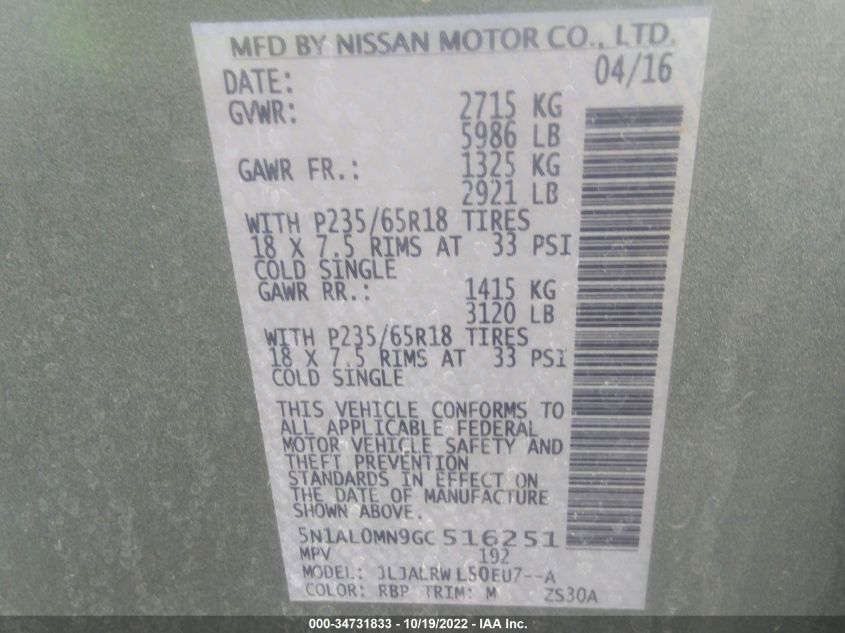 MFD BY NISSAN MOTOR CO., LTD.
DATE: 04/16
GVWR: 2715 KG
5986 LB
GAWR FR.: 1325 KG
2921 LB
WITH P235/65R18 TIRES
18 X 7.5 RIMS AT 33 PSI
COLD SINGLE
GAWR RR.: 1415 KG
3120 LB
WITH P235/65R18 TIRES
18 X 7.5 RIMS AT 33 PSI
COLD SINGLE
THIS VEHICLE CONFORMS TO
ALL APPLICABLE FEDERAL
MOTOR VEHICLE SAFETY AND
THEFT PREVENTION
STANDARDS IN EFFECT ON
THE DATE OF MANUFACTURE
SHOWN ABOVE.
5N1AL0MN9GC516251
MPV 192
MODEL: JLJALRWL50EU7--A
COLOR: RBP TRIM: M ZS30A
000-34731833 - 10/19/2022 - IAA Inc.